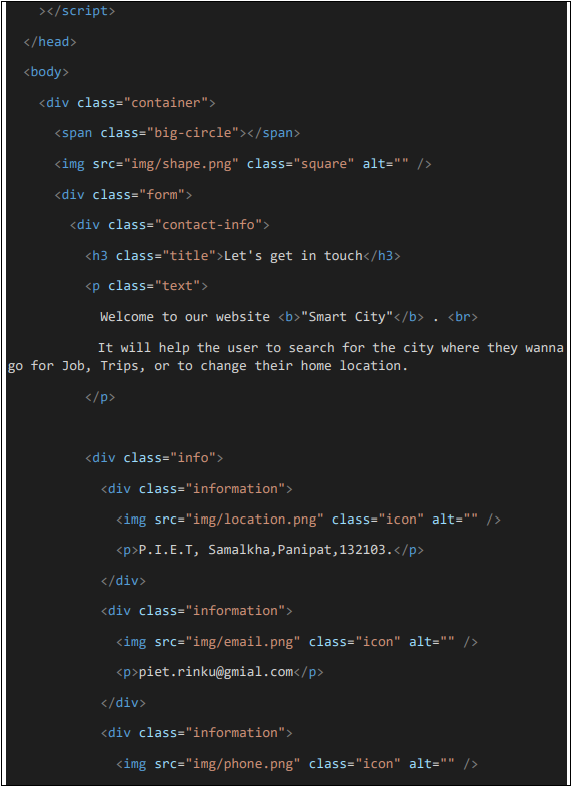 ></script>
</head>
<body>
<div class="container">
<span class="big-circle"></span>
<img src="img/shape.png" class="square" alt="" />
<div class="form">
<div class="contact-info">
<h3 class="title">Let's get in touch</h3>
<p class="text">
Welcome to our website <b>"Smart City"</b> . <br>
It will help the user to search for the city where they wanna
go for Job, Trips, or to change their home location.
</p>
<div class="info">
<div class="information">
<img src="img/location.png" class="icon" alt="" />
<p>P.I.E.T, Samalkha,Panipat,132103.</p>
</div>
<div class="information">
<img src="img/email.png" class="icon" alt="" />
<p>piet.rinku@gmial.com</p>
</div>
<div class="information">
<img src="img/phone.png" class="icon" alt="" />